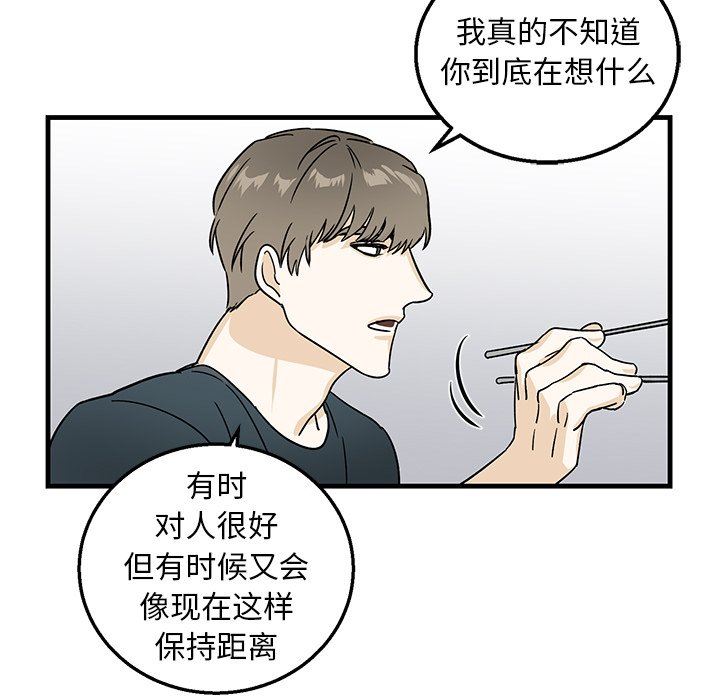 我真的不知道
你到底在想什么
有时
对人很好
但有时候又会
像现在这样
保持距离